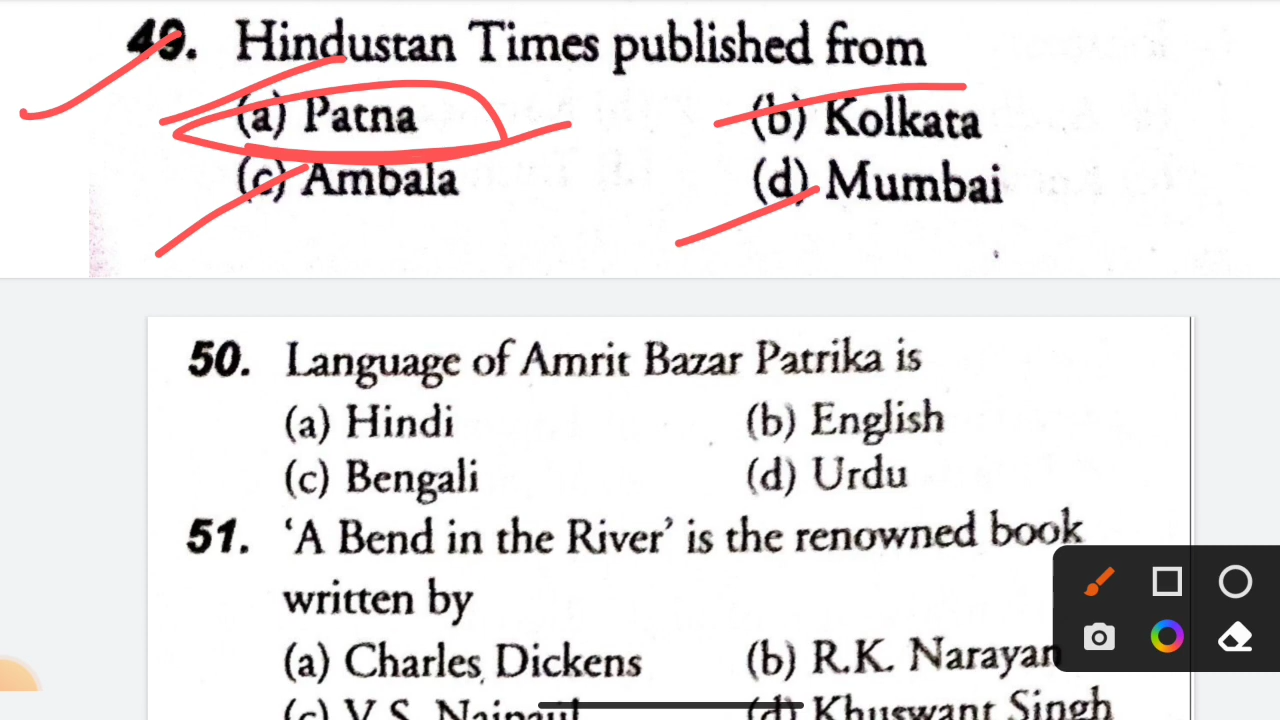 49. Hindustan Times published from
(a) Patna (b) Kolkata
(c) Ambala (d) Mumbai
50. Language of Amrit Bazar Patrika is
(a) Hindi (b) English
(c) Bengali (d) Urdu
51. ‘A Bend in the River’ is the renowned book
written by
(a) Charles Dickens (b) R.K. Narayan
(c) V.S. Naipaul (d) Khuswant Singh